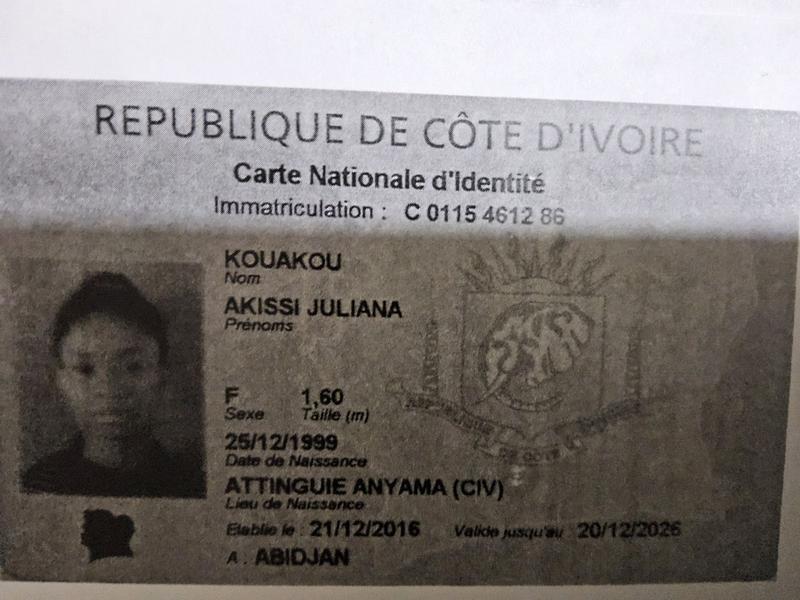 REPUBLIQUE DE CÔTE D'IVOIRE
Carte Nationale d'Identité
Immatriculation : C 0115 4612 86
KOUAKOU
Nom
AKISSI JULIANA
Prénoms
F 1,60
Sexe Taille (m)
25/12/1999
Date de Naissance
ATTINGUIE ANYAMA (CIV)
Lieu de Naissance
Etablie le : 21/12/2016 Valide jusqu'au : 20/12/2026
A : ABIDJAN